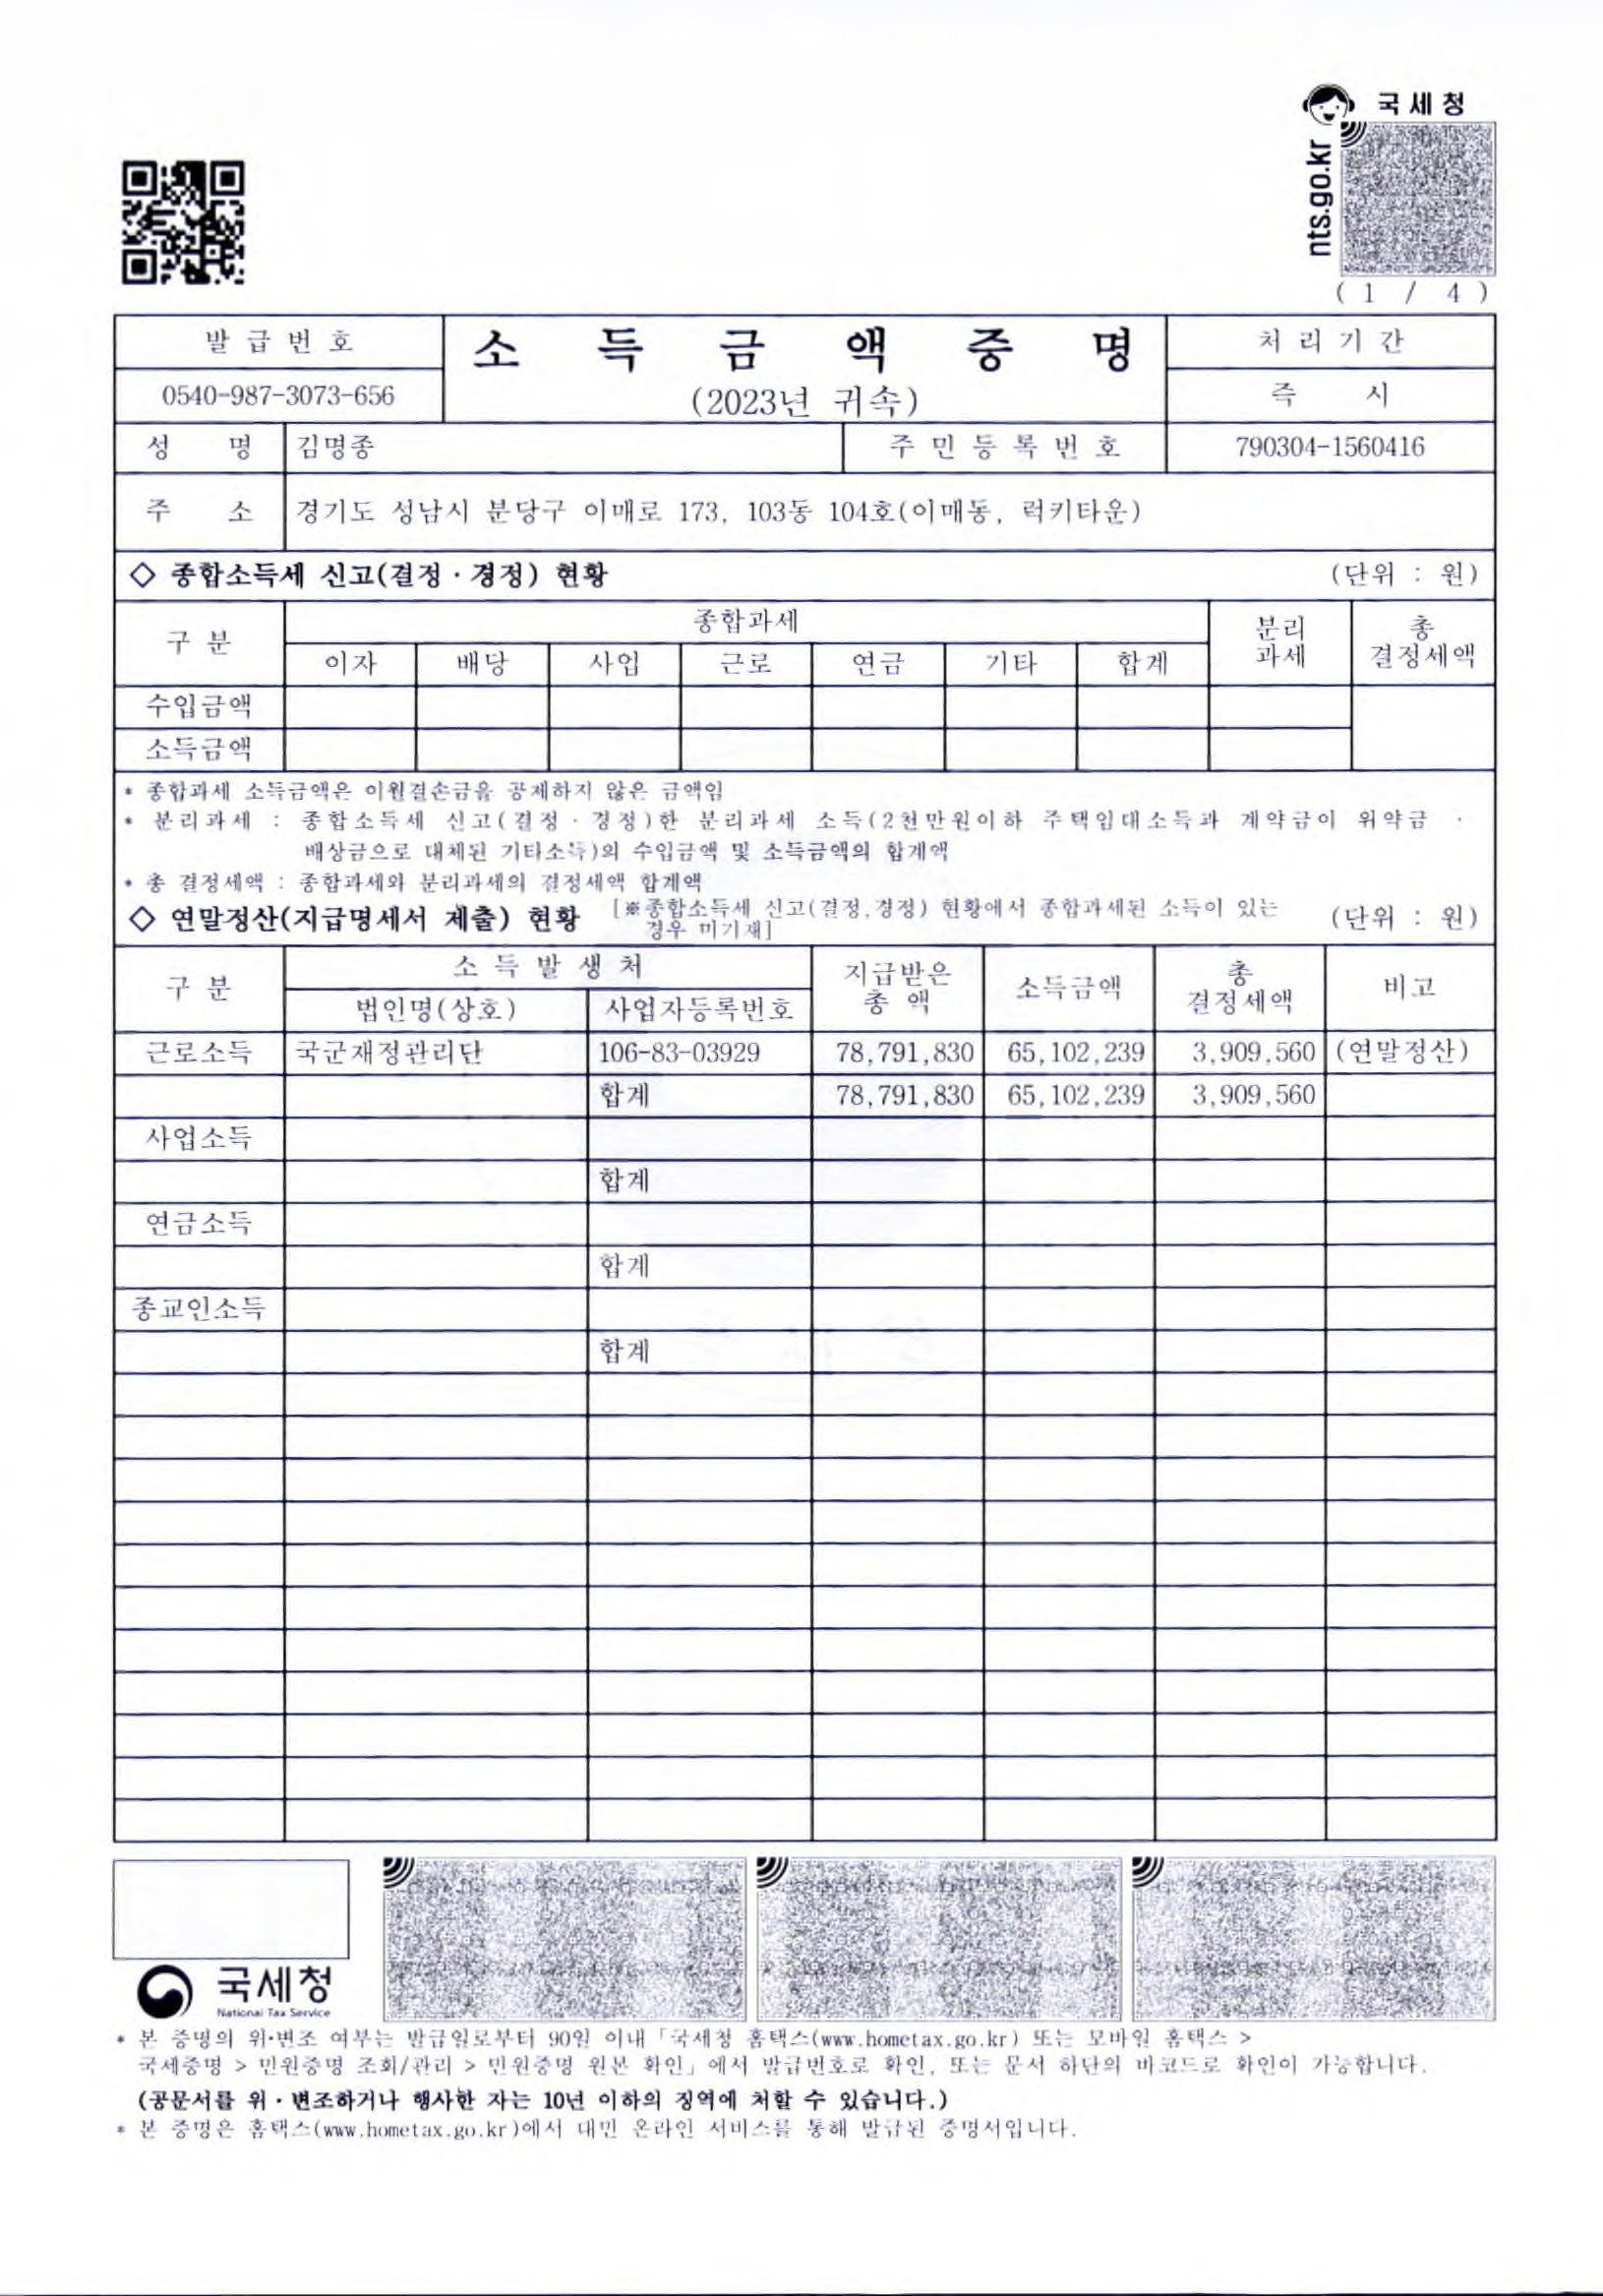 국세청
nts.go.kr
( 1 / 4 )
발 급 번 호
소 득 금 액 증 명
처 리 기 간
0540-987-3073-656
(2023년 귀속)
즉 시
성 명
김명종
주 민 등 록 번 호
790304-1560416
주 소
경기도 성남시 분당구 이매로 173, 103동 104호(이매동, 럭키타운)
◇ 종합소득세 신고(결정ㆍ경정) 현황
(단위 : 원)
구 분
종합과세
분리
과세
총
결정세액
이자 배당 사업 근로 연금 기타 합계
수입금액
소득금액
* 종합과세 소득금액은 이월결손금을 공제하지 않은 금액임
* 분리과세 : 종합소득세 신고(결정ㆍ경정)한 분리과세 소득(2천만원이하 주택임대소득과 계약금이 위약금ㆍ
배상금으로 대체된 기타소득)의 수입금액 및 소득금액의 합계액
* 총 결정세액 : 종합과세와 분리과세의 결정세액 합계액
◇ 연말정산(지급명세서 제출) 현황
[※종합소득세 신고(결정,경정) 현황에서 종합과세된 소득이 있는
경우 미기재]
(단위 : 원)
구 분
소 득 발 생 처
지급받은
총 액
소득금액
총
결정세액
비고
법인명(상호) 사업자등록번호
근로소득 국군재정관리단 106-83-03929 78,791,830 65,102,239 3,909,560 (연말정산)
합계 78,791,830 65,102,239 3,909,560
사업소득
합계
연금소득
합계
종교인소득
합계
국세청
National Tax Service
* 본 증명의 위·변조 여부는 발급일로부터 90일 이내「국세청 홈택스(www.hometax.go.kr) 또는 모바일 홈택스 >
국세증명 > 민원증명 조회/관리 > 민원증명 원본 확인」에서 발급번호로 확인, 또는 문서 하단의 바코드로 확인이 가능합니다.
(공문서를 위ㆍ변조하거나 행사한 자는 10년 이하의 징역에 처할 수 있습니다.)
* 본 증명은 홈택스(www.hometax.go.kr)에서 대민 온라인 서비스를 통해 발급된 증명서입니다.